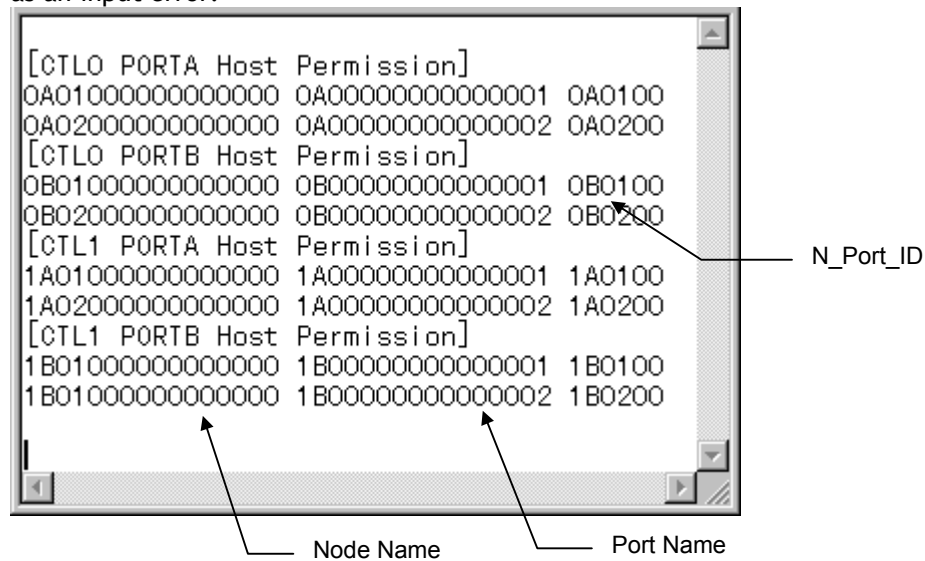 as an input error.
[CTL0 PORTA Host Permission]
0A01000000000000 0A00000000000001 0A0100
0A02000000000000 0A00000000000002 0A0200
[CTL0 PORTB Host Permission]
0B01000000000000 0B00000000000001 0B0100
0B02000000000000 0B00000000000002 0B0200
[CTL1 PORTA Host Permission]
1A01000000000000 1A00000000000001 1A0100
1A02000000000000 1A00000000000002 1A0200
[CTL1 PORTB Host Permission]
1B01000000000000 1B00000000000001 1B0100
1B01000000000000 1B00000000000002 1B0200
N_Port_ID
Node Name
Port Name